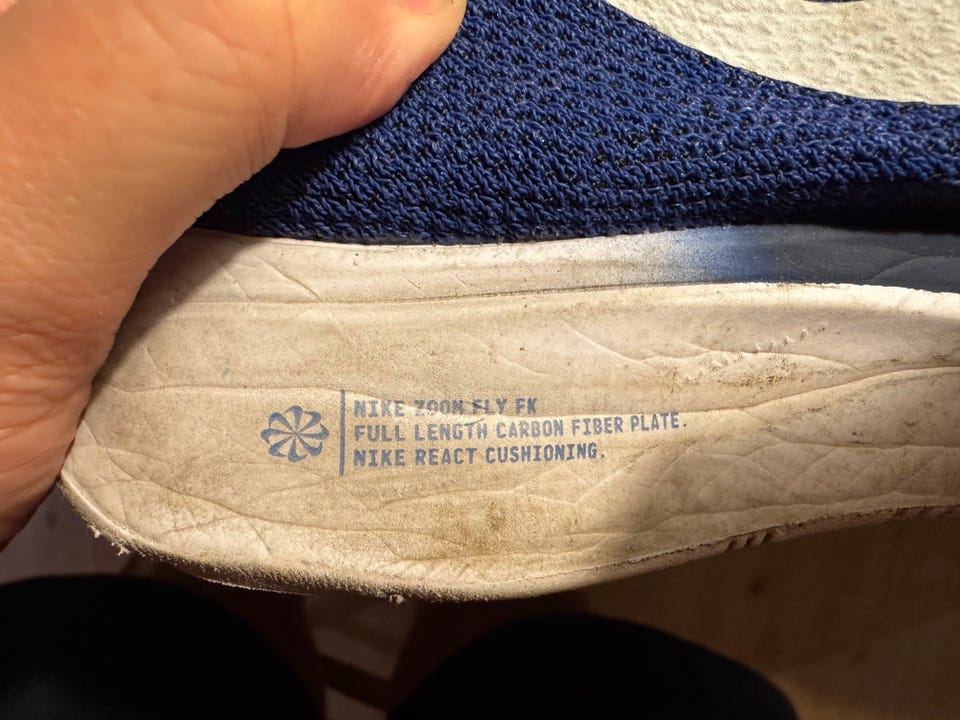 NIKE ZOOM FLY FK
FULL LENGTH CARBON FIBER PLATE.
NIKE REACT CUSHIONING.